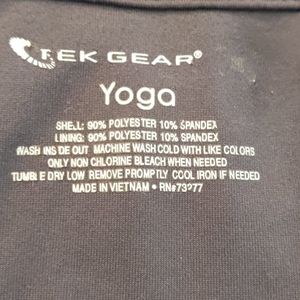 TEK GEAR®
Yoga
SHELL: 90% POLYESTER 10% SPANDEX
LINING: 90% POLYESTER 10% SPANDEX
WASH INSIDE OUT MACHINE WASH COLD WITH LIKE COLORS
ONLY NON CHLORINE BLEACH WHEN NEEDED
TUMBLE DRY LOW REMOVE PROMPTLY COOL IRON IF NEEDED
MADE IN VIETNAM • RN#73277